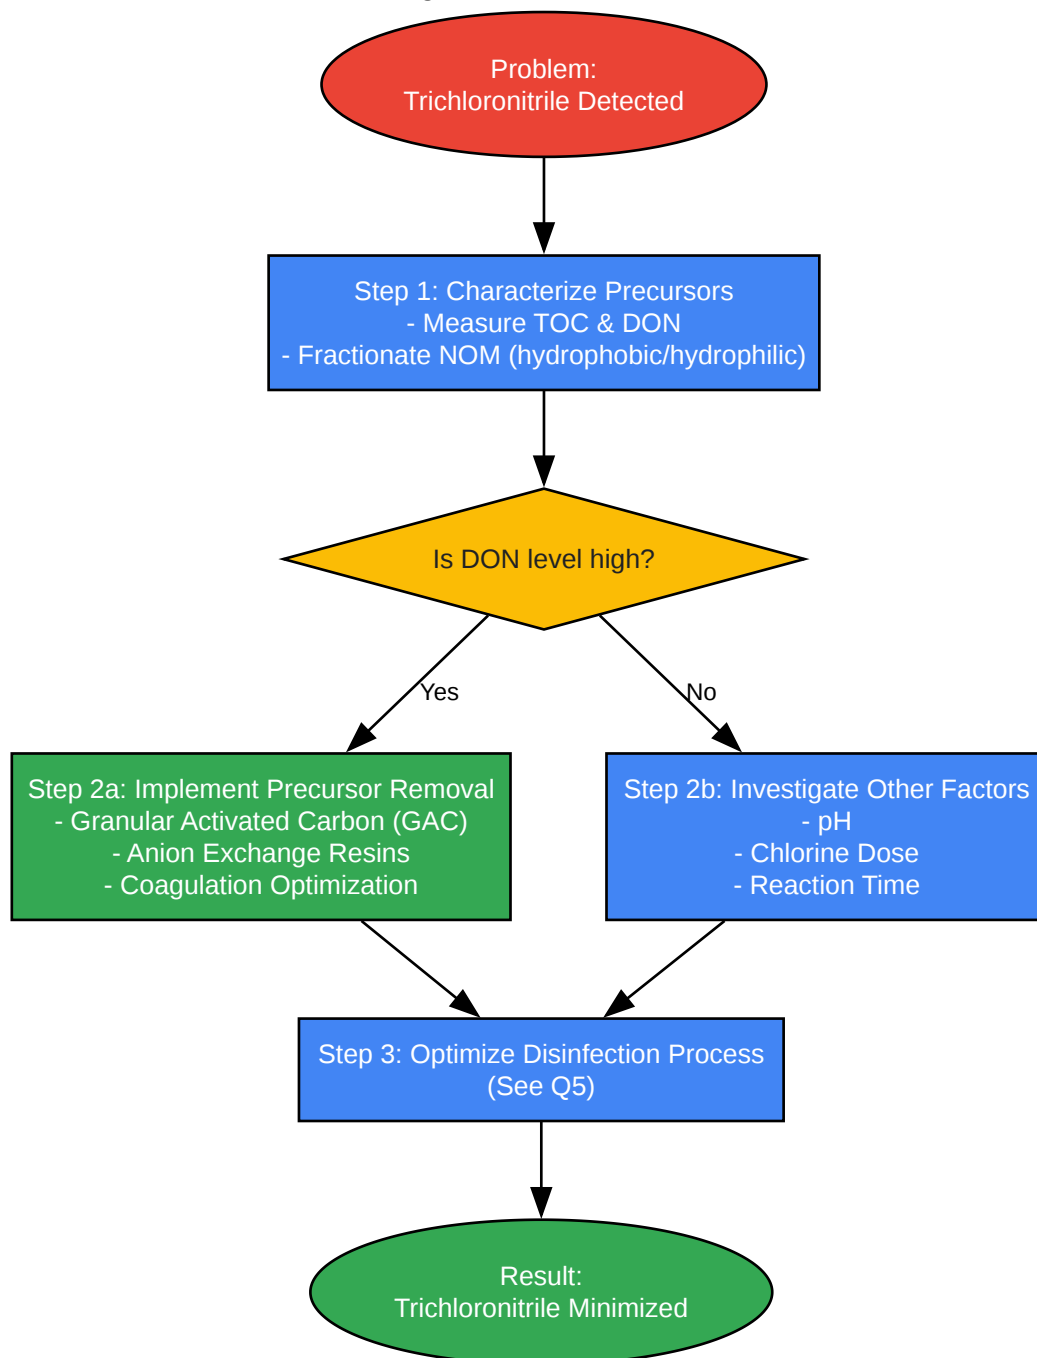 Problem:
Trichloronitrile Detected
Step 1: Characterize Precursors
- Measure TOC & DON
- Fractionate NOM (hydrophobic/hydrophilic)
Is DON level high?
Yes
No
Step 2a: Implement Precursor Removal
- Granular Activated Carbon (GAC)
- Anion Exchange Resins
- Coagulation Optimization
Step 2b: Investigate Other Factors
- pH
- Chlorine Dose
- Reaction Time
Step 3: Optimize Disinfection Process
(See Q5)
Result:
Trichloronitrile Minimized